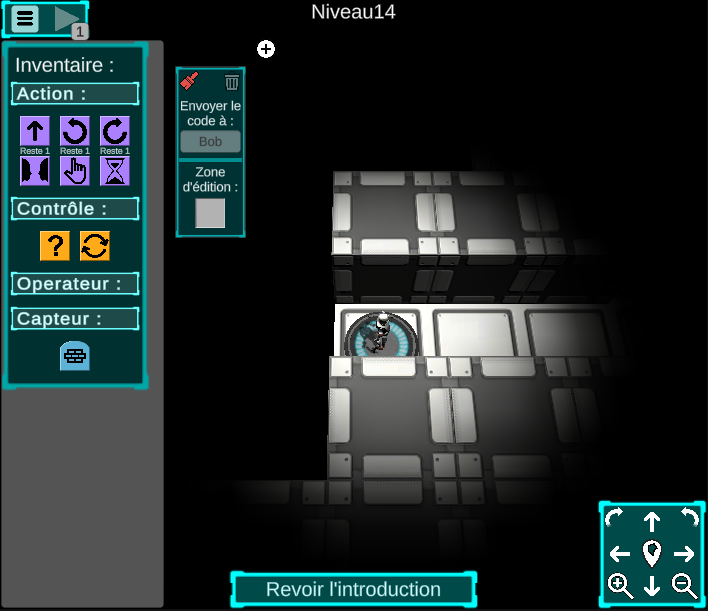 Niveau14
1
Inventaire :
Action :
Reste 1 Reste 1 Reste 1
Contrôle :
?
Operateur :
Capteur :
Envoyer le
code à :
Bob
Zone
d'édition :
Revoir l'introduction